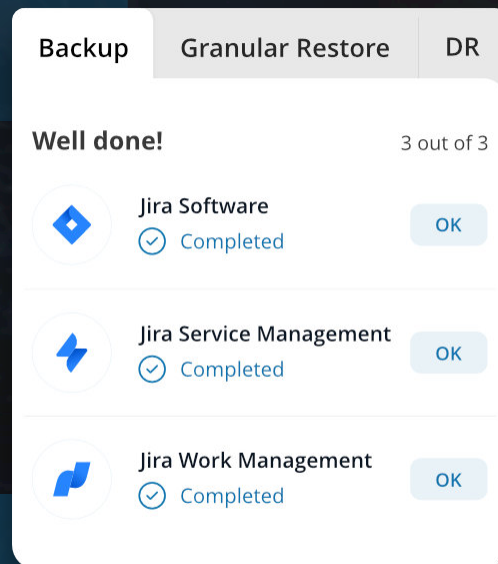 Backup Granular Restore DR
Well done! 3 out of 3
Jira Software
Completed
OK
Jira Service Management
Completed
OK
Jira Work Management
Completed
OK